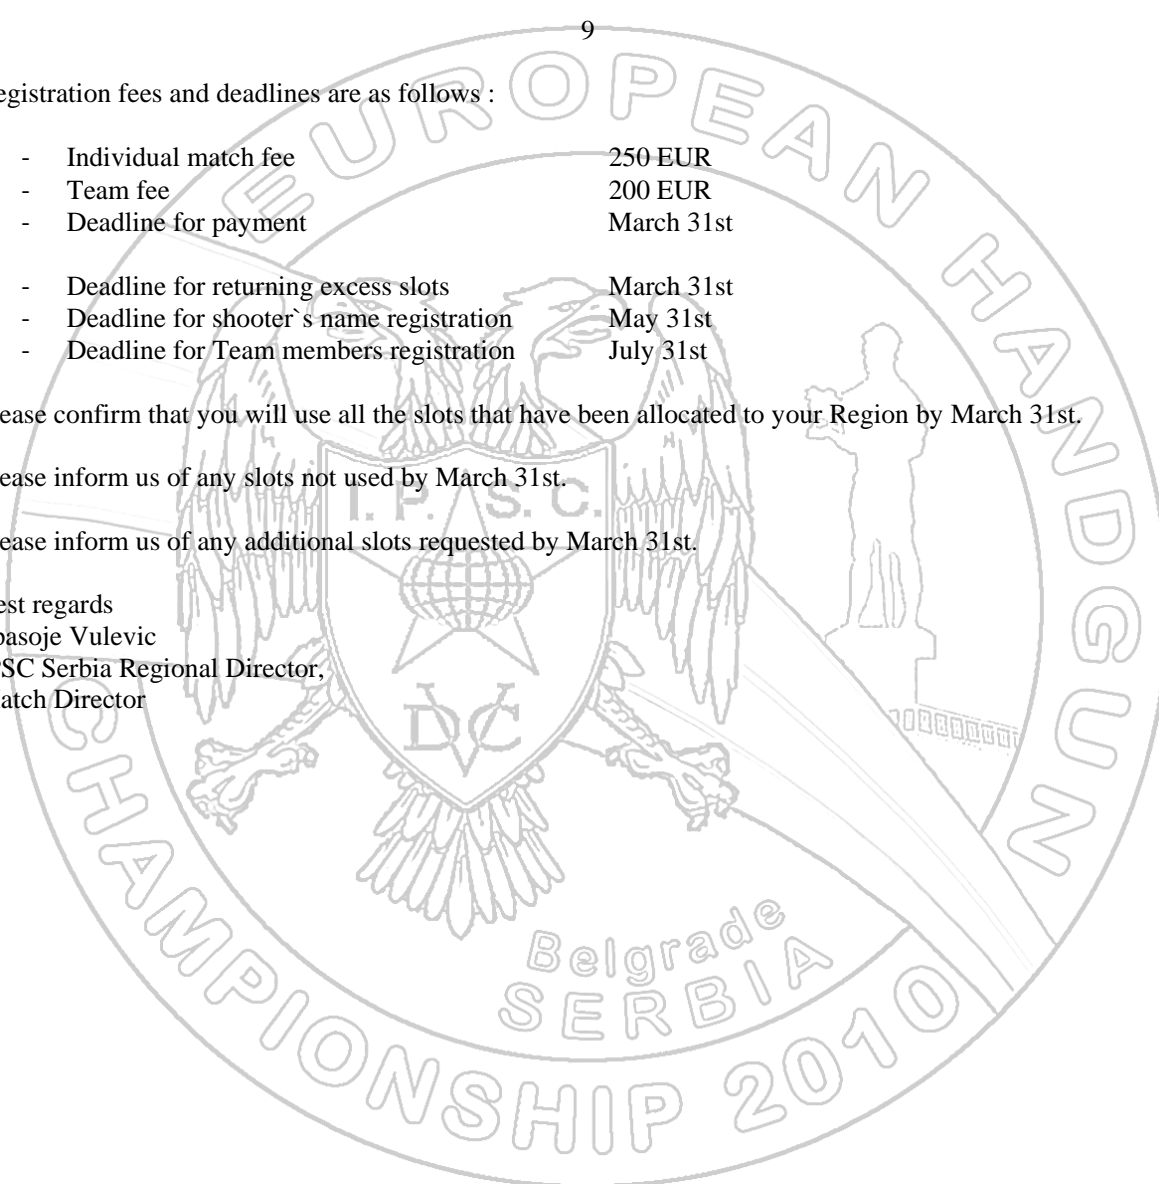 9
egistration fees and deadlines are as follows :
- Individual match fee 250 EUR
- Team fee 200 EUR
- Deadline for payment March 31st
- Deadline for returning excess slots March 31st
- Deadline for shooter`s name registration May 31st
- Deadline for Team members registration July 31st
ease confirm that you will use all the slots that have been allocated to your Region by March 31st.
ease inform us of any slots not used by March 31st.
ease inform us of any additional slots requested by March 31st.
est regards
pasoje Vulevic
PSC Serbia Regional Director,
atch Director
EUROPEAN HANDGUN
CHAMPIONSHIP 2010
I. P. S. C.
DVC
Belgrade
SERBIA